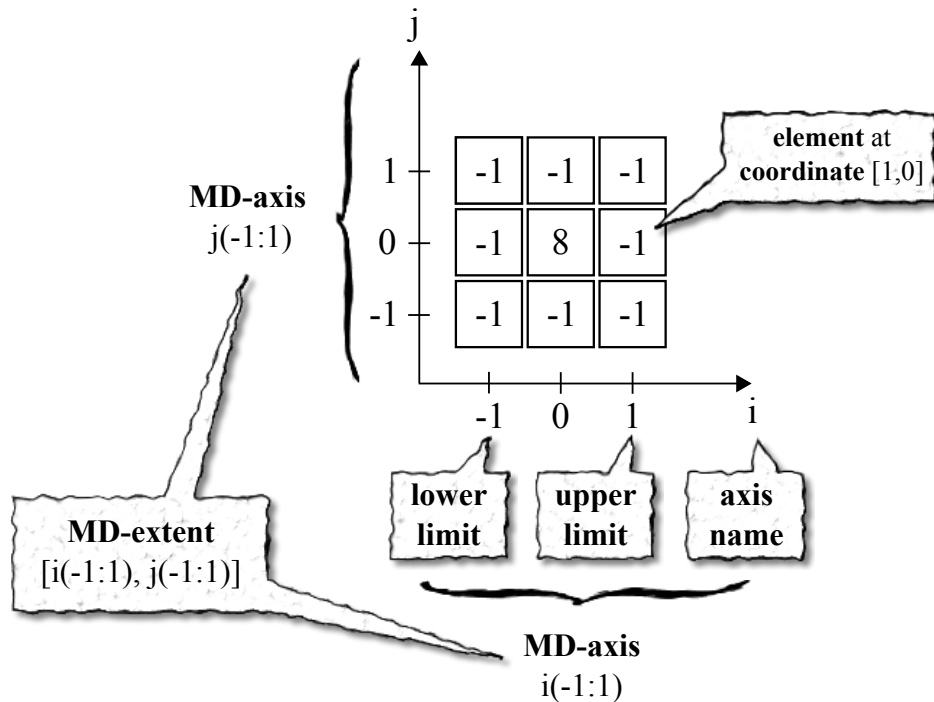 j
element at
coordinate [1,0]
1
-1 -1 -1
MD-axis
j(-1:1)
0
-1 8 -1
-1
-1 -1 -1
-1 0 1 i
lower
limit
upper
limit
axis
name
MD-extent
[i(-1:1), j(-1:1)]
MD-axis
i(-1:1)